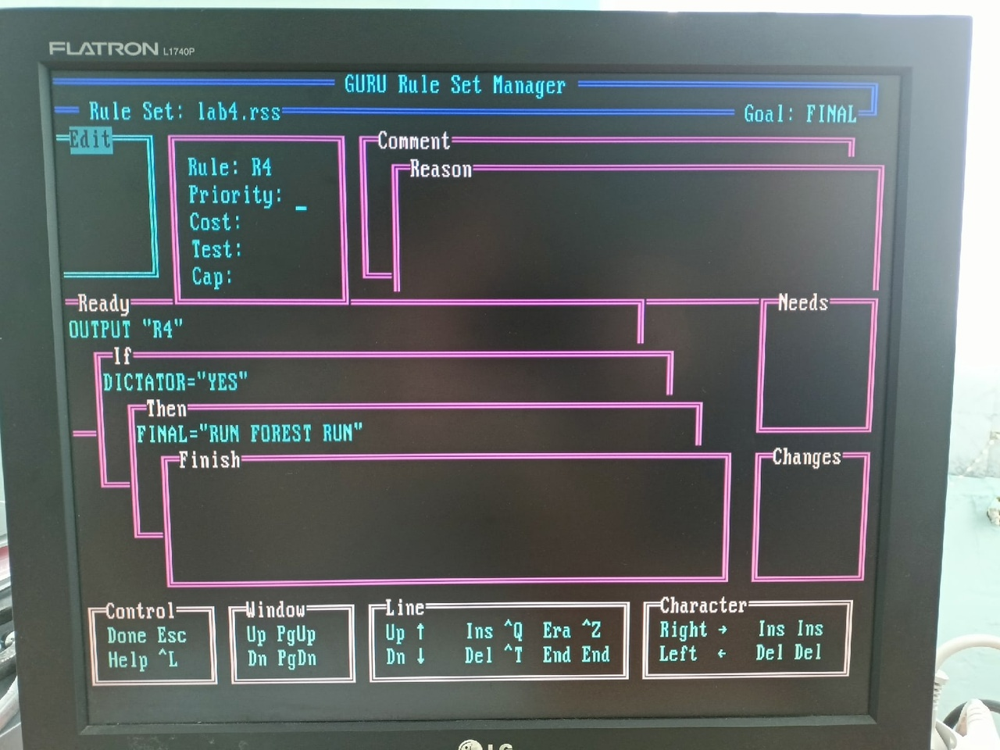 FLATRON L1740P
GURU Rule Set Manager
Rule Set: lab4.rss Goal: FINAL
Edit
Comment
Reason
Rule: R4
Priority: _
Cost:
Test:
Cap:
Ready
Needs
OUTPUT "R4"
If
DICTATOR="YES"
Then
FINAL="RUN FOREST RUN"
Finish
Changes
Control
Done Esc
Help ^L
Window
Up PgUp
Dn PgDn
Line
Up ↑ Ins ^Q Era ^Z
Dn ↓ Del ^T End End
Character
Right → Ins Ins
Left ← Del Del
LG